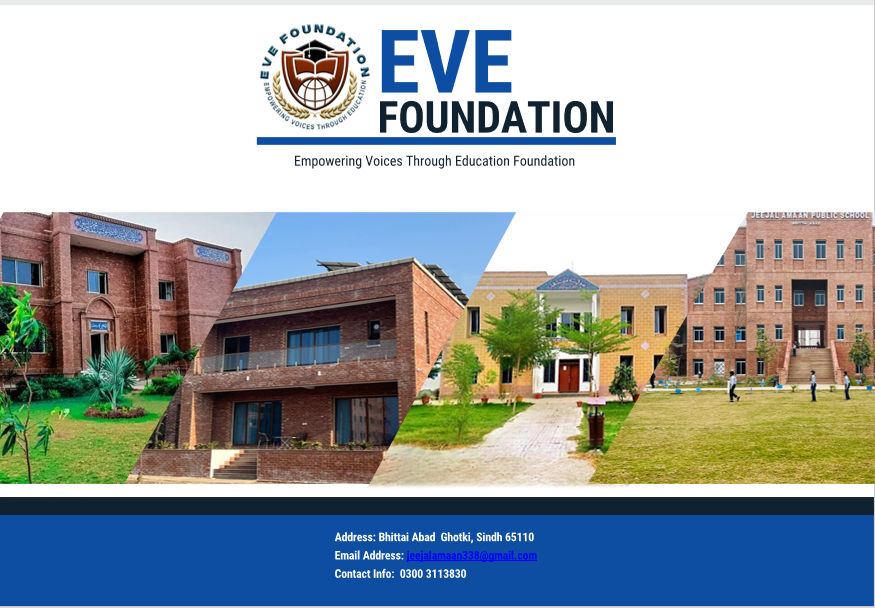 EVE FOUNDATION
EMPOWERING VOICES THROUGH EDUCATION
EVE
FOUNDATION
Empowering Voices Through Education Foundation
JEEJAL AMAAN PUBLIC SCHOOL
Address: Bhittai Abad  Ghotki, Sindh 65110
Email Address: jeejalamaan338@gmail.com
Contact Info:  0300 3113830